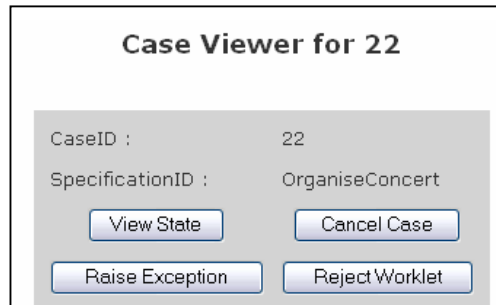 Case Viewer for 22
CaseID : 22
SpecificationID : OrganiseConcert
View State Cancel Case
Raise Exception Reject Worklet